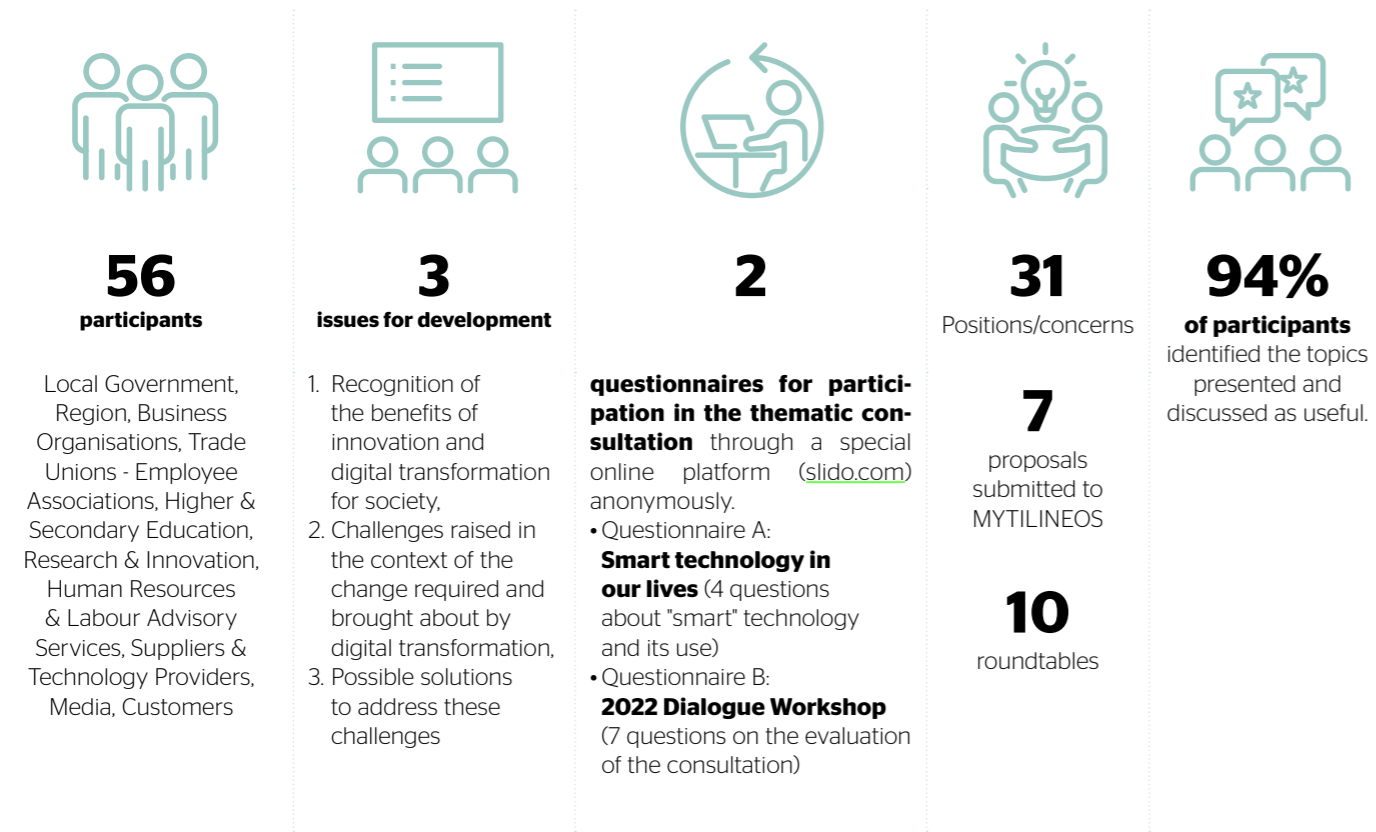 56
participants
Local Government,
Region, Business
Organisations, Trade
Unions - Employee
Associations, Higher &
Secondary Education,
Research & Innovation,
Human Resources
& Labour Advisory
Services, Suppliers &
Technology Providers,
Media, Customers
3
issues for development
1. Recognition of
the benefits of
innovation and
digital transformation
for society,
2. Challenges raised in
the context of the
change required and
brought about by
digital transformation,
3. Possible solutions
to address these
challenges
2
questionnaires for partici-
pation in the thematic con-
sultation through a special
online platform (slido.com)
anonymously.
• Questionnaire A:
Smart technology in
our lives (4 questions
about "smart" technology
and its use)
• Questionnaire B:
2022 Dialogue Workshop
(7 questions on the evaluation
of the consultation)
31
Positions/concerns
7
proposals
submitted to
MYTILINEOS
10
roundtables
94%
of participants
identified the topics
presented and
discussed as useful.